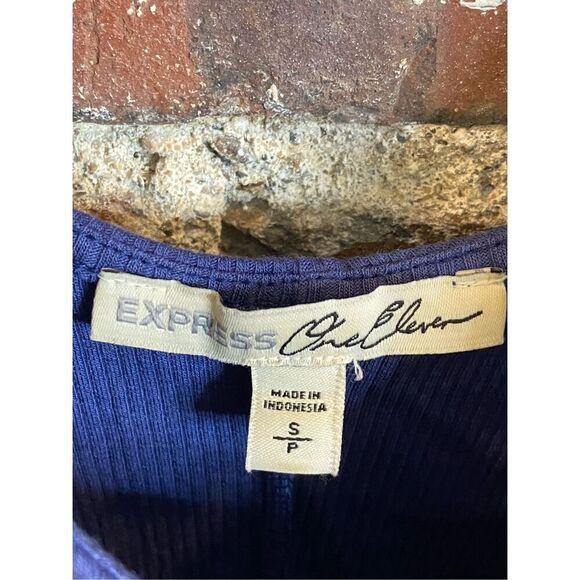 EXPRESS One Eleven
MADE IN
INDONESIA
S
P